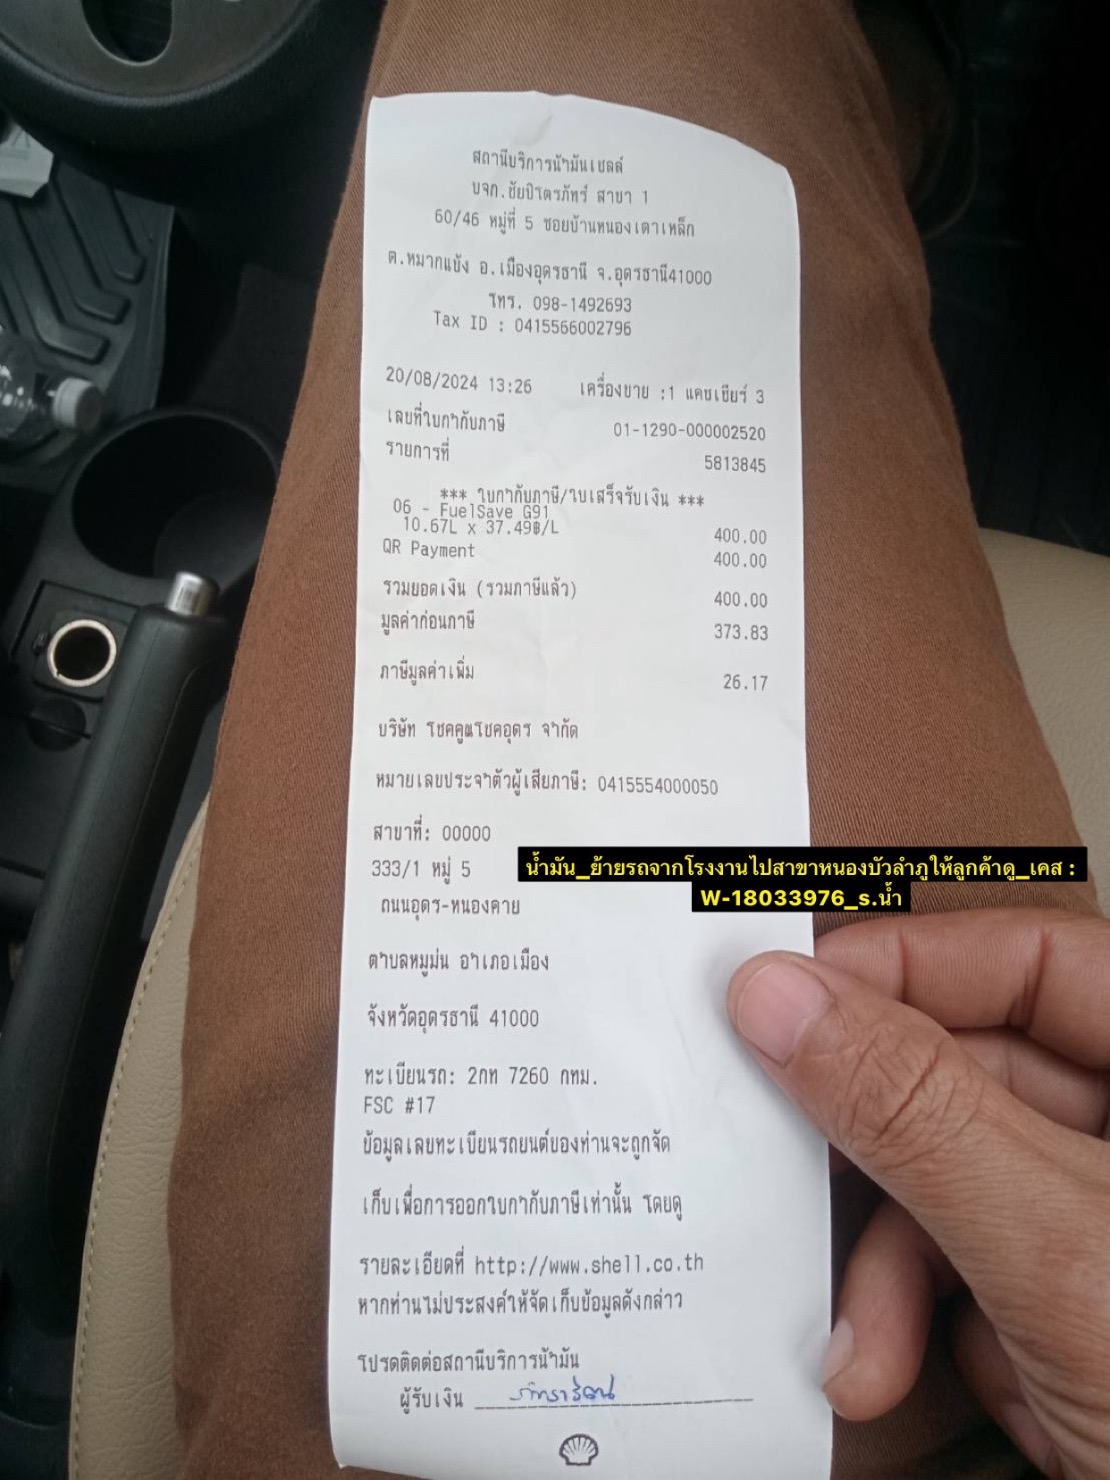 สถานีบริการน้ำมันเชลล์
บจก.ชัยปิตรภัทร์ สาขา 1
60/46 หมู่ที่ 5 ซอยบ้านหนองเตาเหล็ก
ต.หมากแข้ง อ.เมืองอุดรธานี จ.อุดรธานี41000
โทร. 098-1492693
Tax ID : 0415566002796
20/08/2024 13:26 เครื่องขาย :1 แคชเชียร์ 3
เลขที่ใบกำกับภาษี 01-1290-000002520
รายการที่ 5813845
*** ใบกำกับภาษี/ใบเสร็จรับเงิน ***
06 - FuelSave G91
10.67L x 37.49฿/L 400.00
QR Payment 400.00
รวมยอดเงิน (รวมภาษีแล้ว) 400.00
มูลค่าก่อนภาษี 373.83
ภาษีมูลค่าเพิ่ม 26.17
บริษัท โชคคูณโชคอุดร จำกัด
หมายเลขประจำตัวผู้เสียภาษี: 0415554000050
สาขาที่: 00000
333/1 หมู่ 5
น้ำมัน_ย้ายรถจากโรงงานไปสาขาหนองบัวลำภูให้ลูกค้าดู_เคส :
W-18033976_s.น้ำ
ถนนอุดร-หนองคาย
ตำบลหมูม่น อำเภอเมือง
จังหวัดอุดรธานี 41000
ทะเบียนรถ: 2กท 7260 กทม.
FSC #17
ข้อมูลเลขทะเบียนรถยนต์ของท่านจะถูกจัด
เก็บเพื่อการออกใบกำกับภาษีเท่านั้น โดยดู
รายละเอียดที่ http://www.shell.co.th
หากท่านไม่ประสงค์ให้จัดเก็บข้อมูลดังกล่าว
โปรดติดต่อสถานีบริการน้ำมัน
ผู้รับเงิน